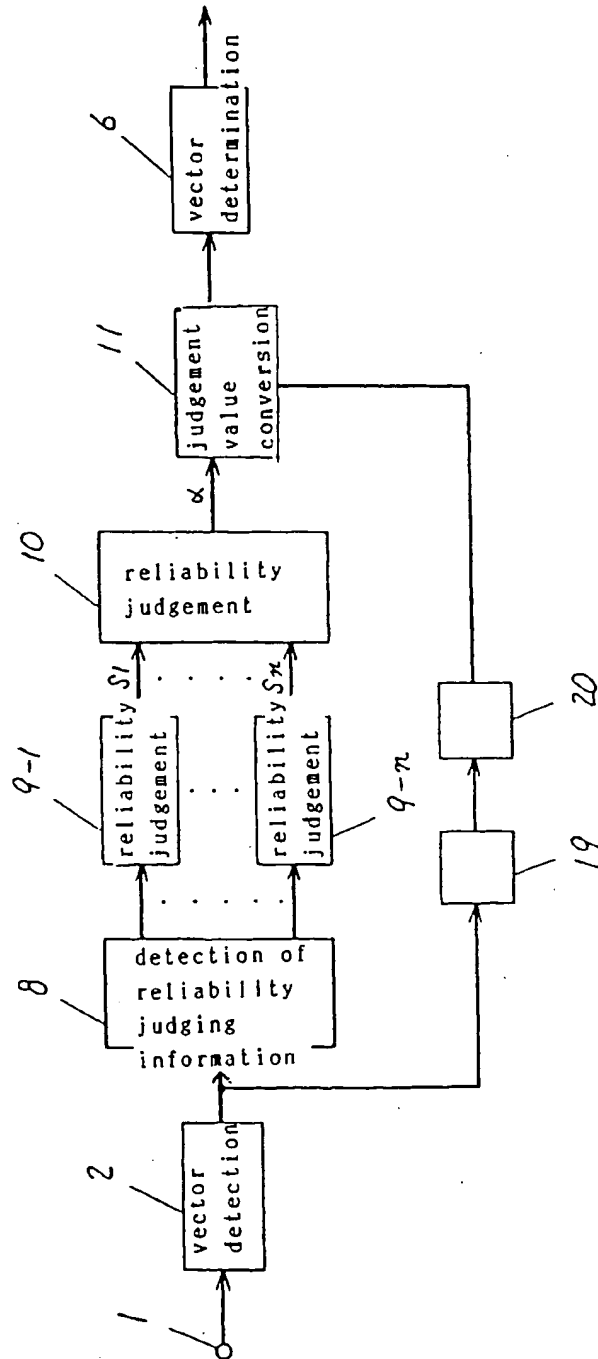 1
2
vector
detection
8
detection of
reliability
judging
information
9-1
reliability
judgement
9-n
reliability
judgement
S1
Sn
10
reliability
judgement
α
11
judgement
value
conversion
6
vector
determination
19
20